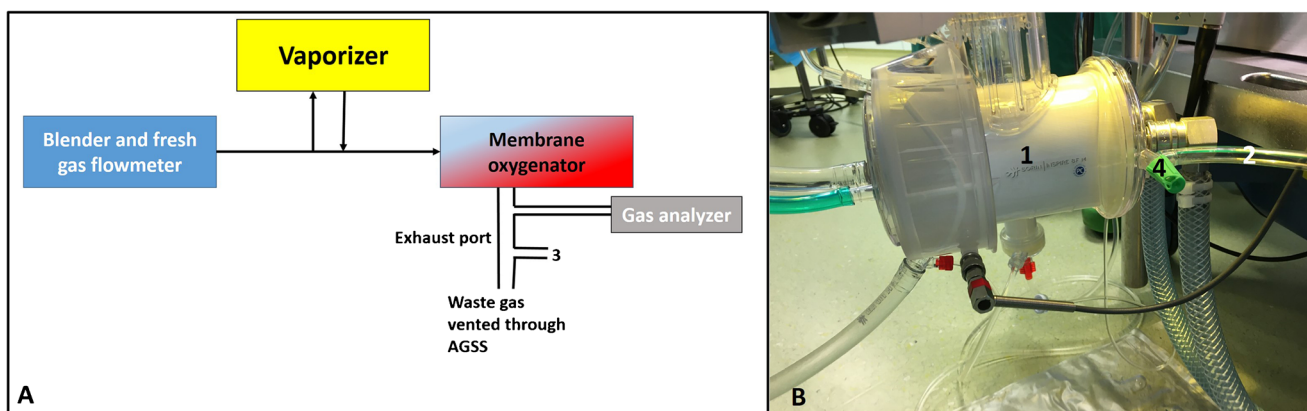 Vaporizer
Blender and fresh
gas flowmeter
Membrane
oxygenator
Gas analyzer
Exhaust port
3
Waste gas
vented through
AGSS
A
1
2
4
B